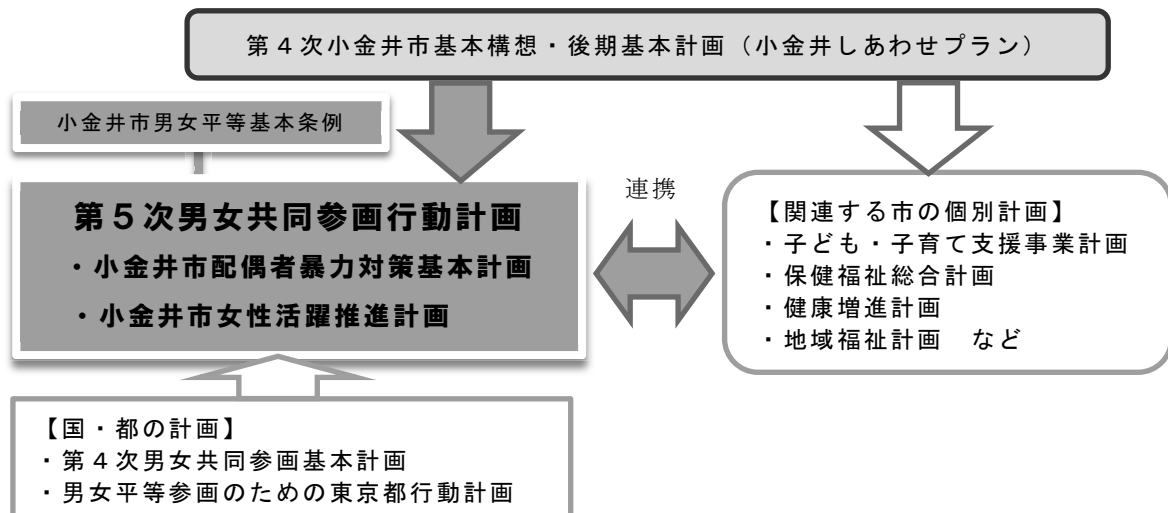 第４次小金井市基本構想・後期基本計画（小金井しあわせプラン）
小金井市男女平等基本条例
第５次男女共同参画行動計画
・小金井市配偶者暴力対策基本計画
・小金井市女性活躍推進計画
連携
【関連する市の個別計画】
・子ども・子育て支援事業計画
・保健福祉総合計画
・健康増進計画
・地域福祉計画　など
【国・都の計画】
・第４次男女共同参画基本計画
・男女平等参画のための東京都行動計画